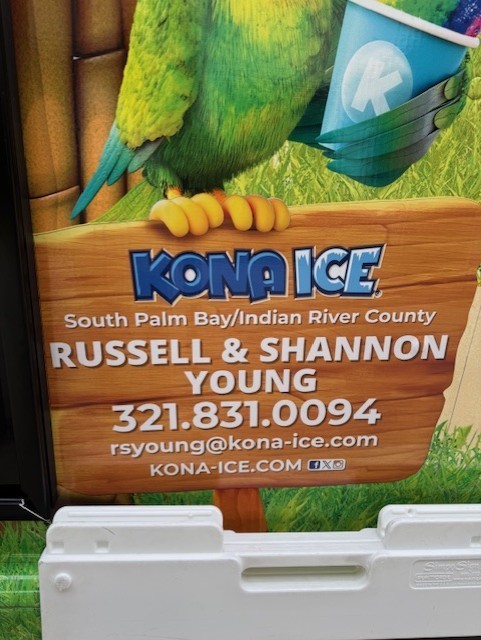 K
KONA ICE
South Palm Bay/Indian River County
RUSSELL & SHANNON
YOUNG
321.831.0094
rsyoung@kona-ice.com
KONA-ICE.COM